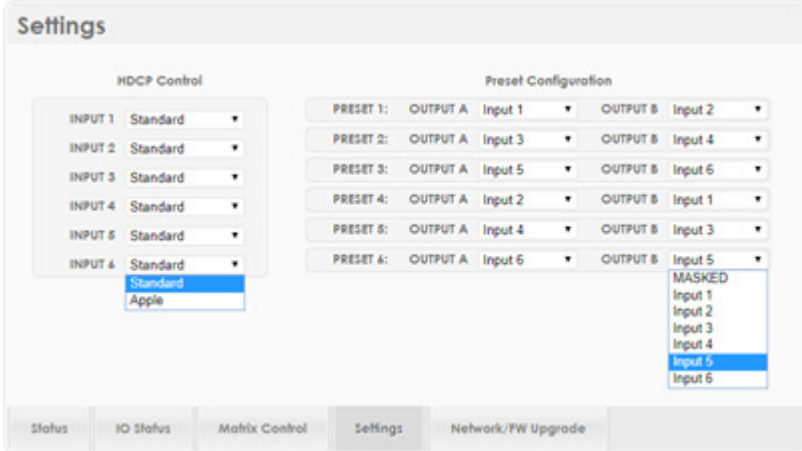 Settings
HDCP Control
INPUT 1 Standard
INPUT 2 Standard
INPUT 3 Standard
INPUT 4 Standard
INPUT 5 Standard
INPUT 6 Standard
Standard
Apple
Preset Configuration
PRESET 1: OUTPUT A Input 1 OUTPUT B Input 2
PRESET 2: OUTPUT A Input 3 OUTPUT B Input 4
PRESET 3: OUTPUT A Input 5 OUTPUT B Input 6
PRESET 4: OUTPUT A Input 2 OUTPUT B Input 1
PRESET 5: OUTPUT A Input 4 OUTPUT B Input 3
PRESET 6: OUTPUT A Input 6 OUTPUT B Input 5
MASKED
Input 1
Input 2
Input 3
Input 4
Input 5
Input 6
Status IO Status Matrix Control Settings Network/FW Upgrade